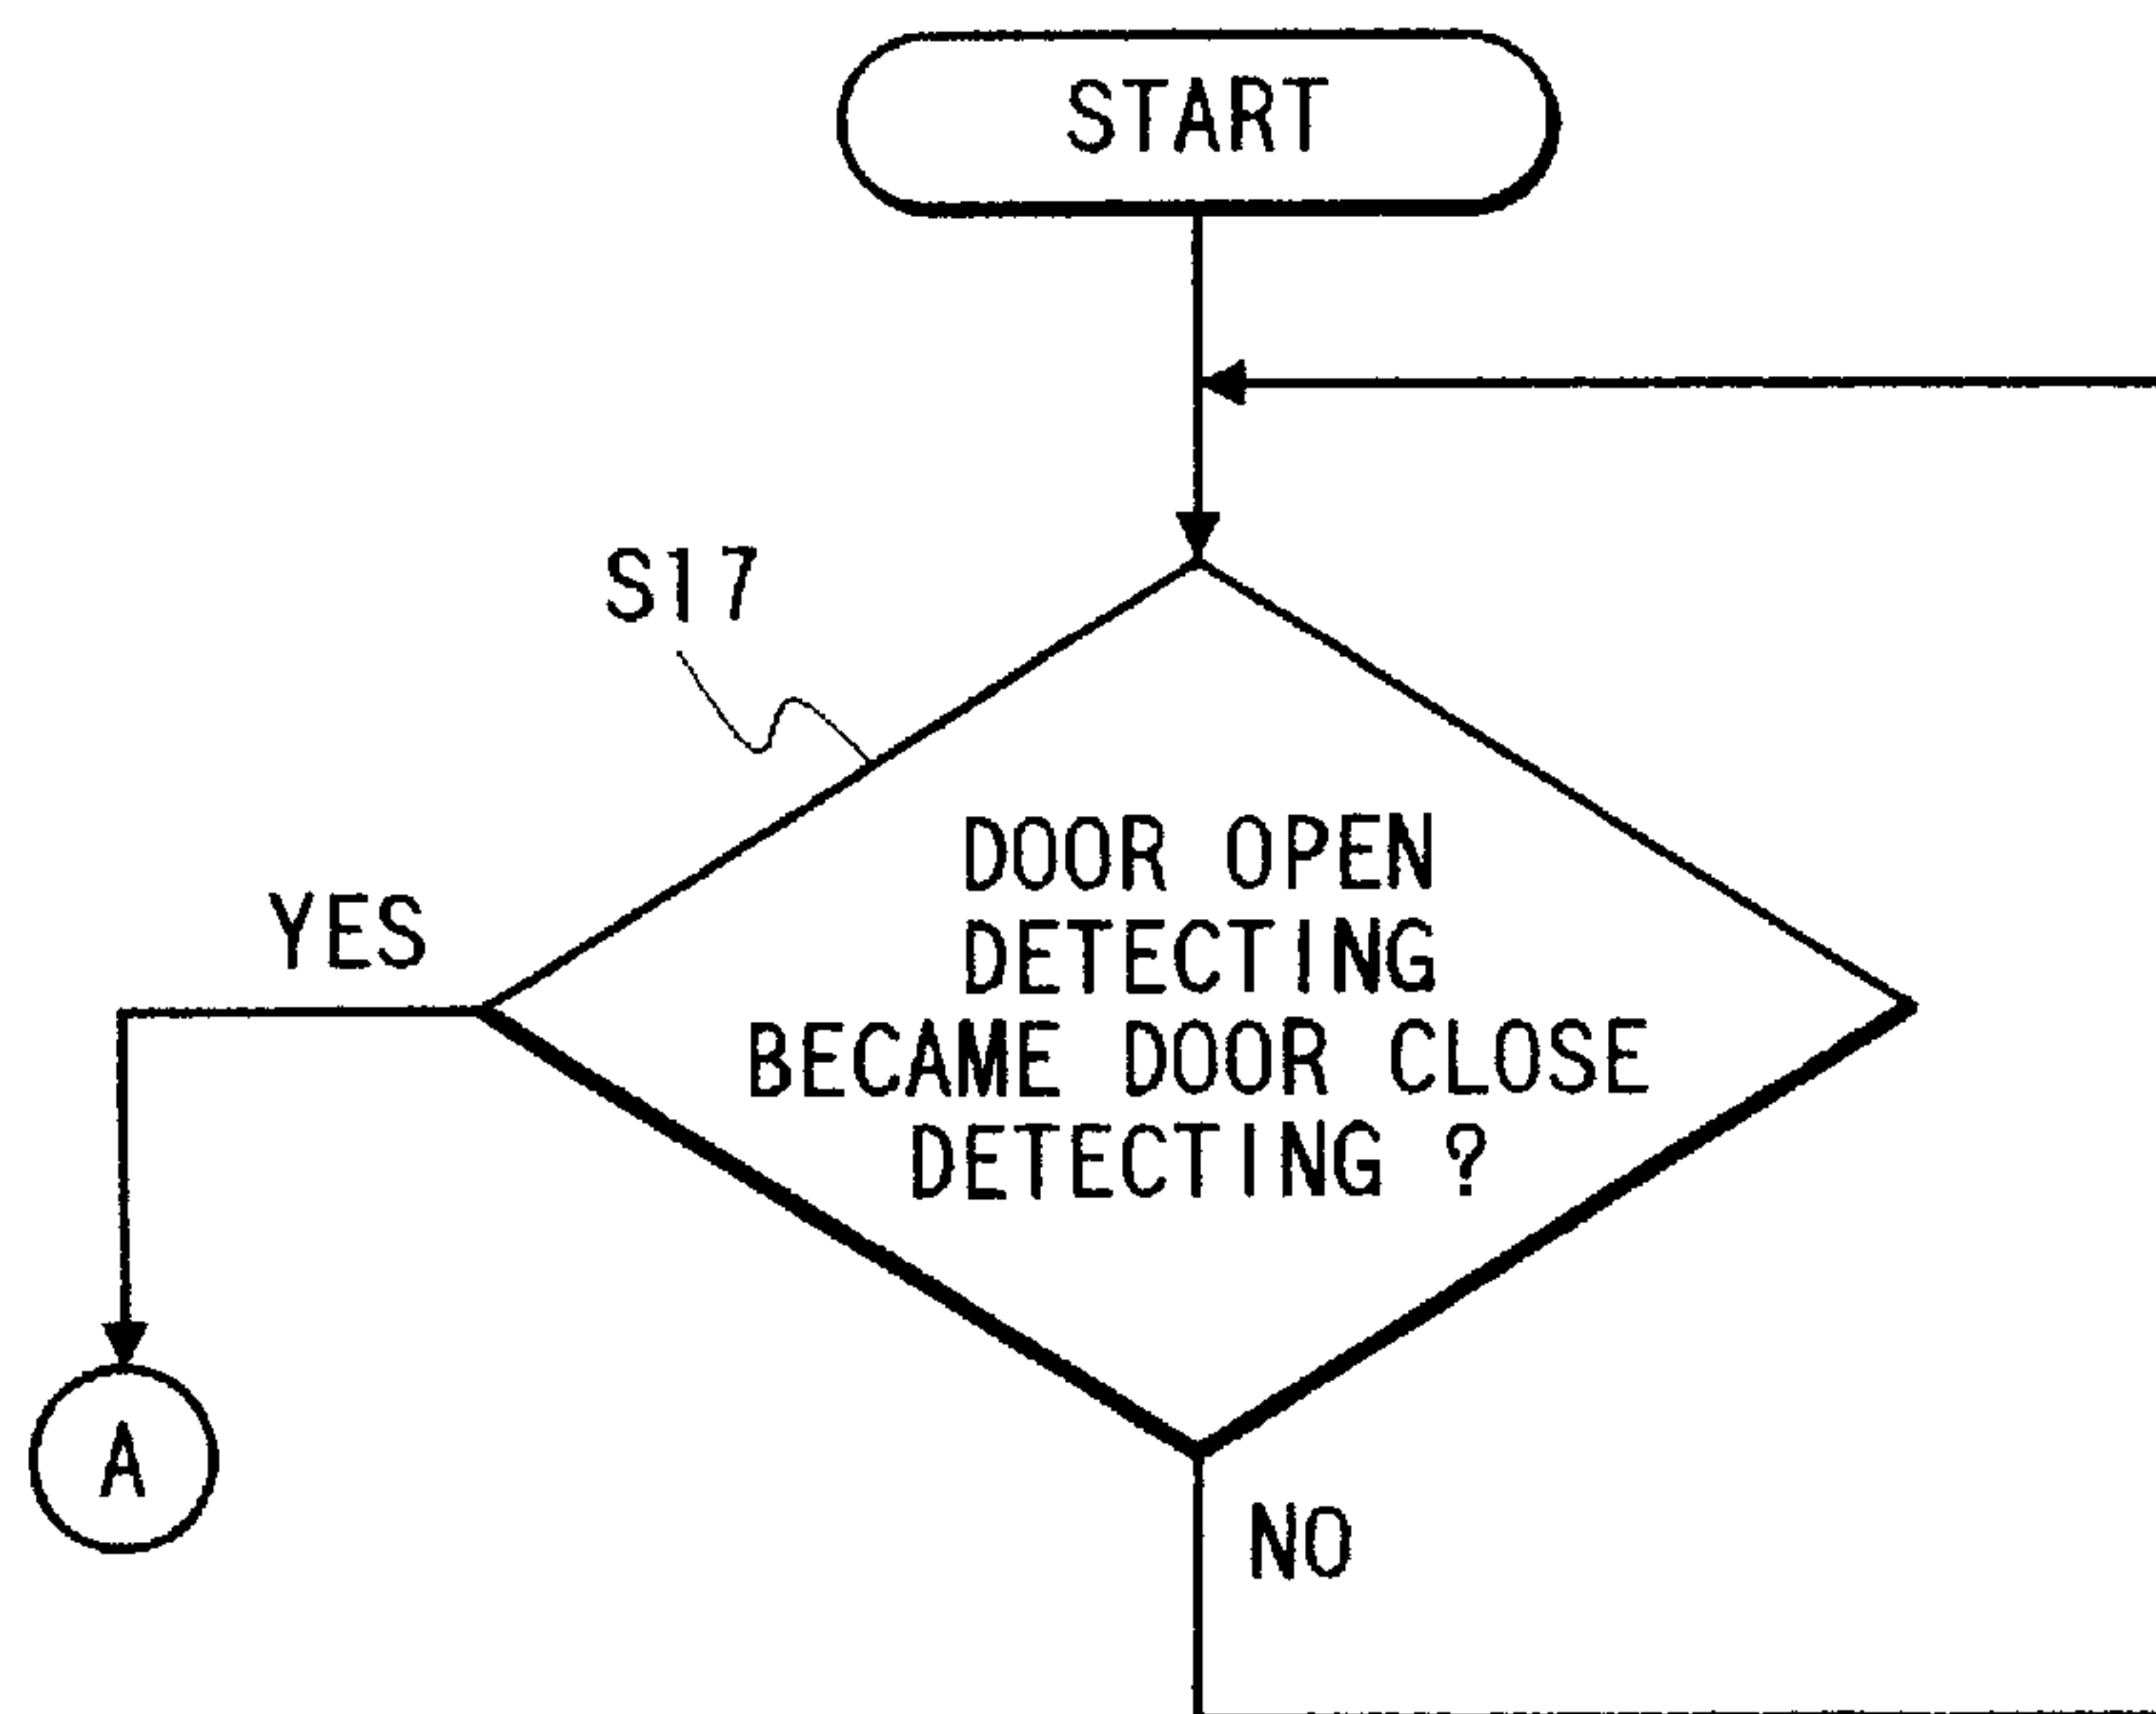 START
S17
YES
DOOR OPEN
DETECTING
BECAME DOOR CLOSE
DETECTING ?
A
NO